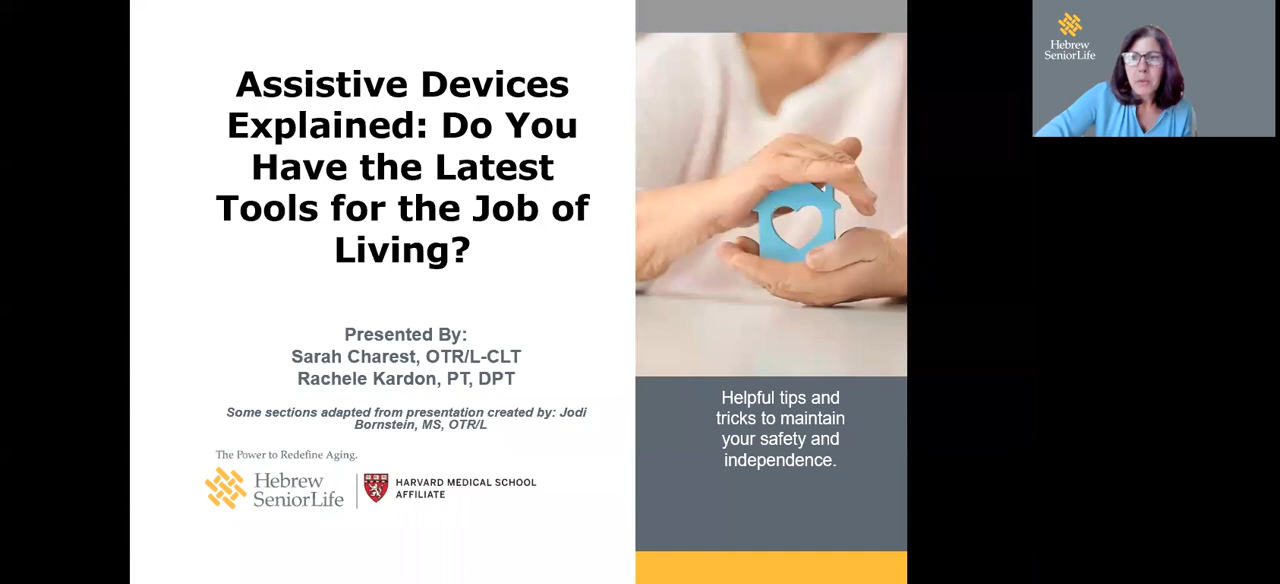 Assistive Devices
Explained: Do You
Have the Latest
Tools for the Job of
Living?
Presented By:
Sarah Charest, OTR/L-CLT
Rachele Kardon, PT, DPT
Some sections adapted from presentation created by: Jodi
Bornstein, MS, OTR/L
The Power to Redefine Aging.
Hebrew
SeniorLife
HARVARD MEDICAL SCHOOL
AFFILIATE
Helpful tips and
tricks to maintain
your safety and
independence.
Hebrew
SeniorLife